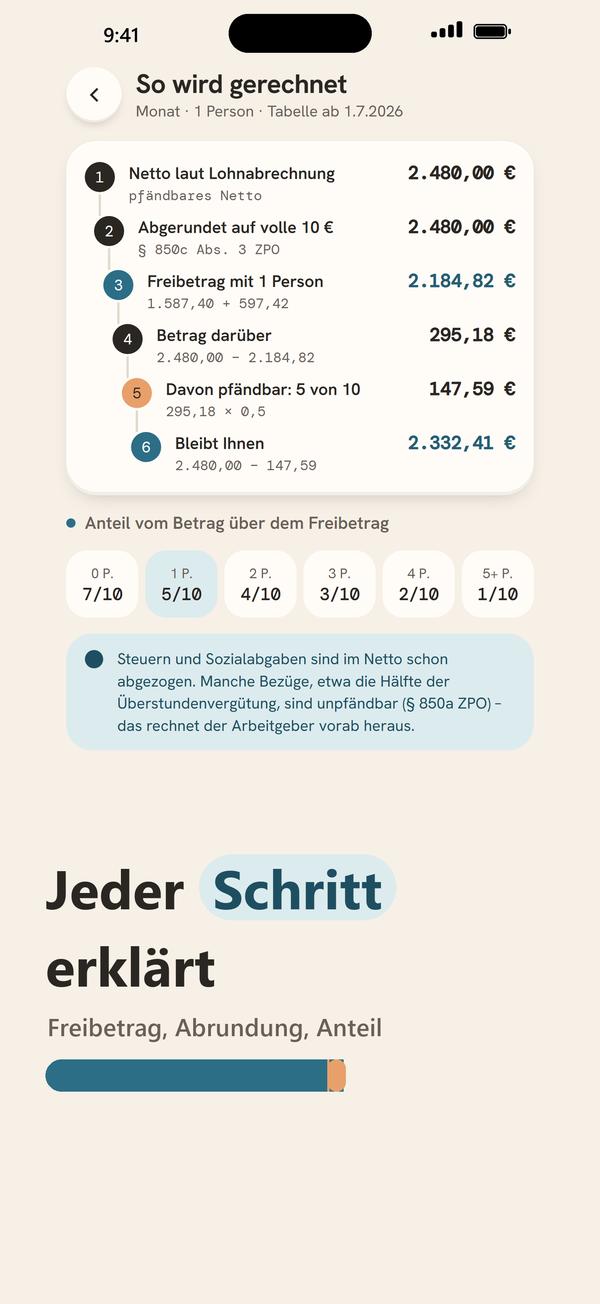 9:41
So wird gerechnet
Monat · 1 Person · Tabelle ab 1.7.2026
1 Netto laut Lohnabrechnung 2.480,00 €
pfändbares Netto
2 Abgerundet auf volle 10 € 2.480,00 €
§ 850c Abs. 3 ZPO
3 Freibetrag mit 1 Person 2.184,82 €
1.587,40 + 597,42
4 Betrag darüber 295,18 €
2.480,00 − 2.184,82
5 Davon pfändbar: 5 von 10 147,59 €
295,18 × 0,5
6 Bleibt Ihnen 2.332,41 €
2.480,00 − 147,59
Anteil vom Betrag über dem Freibetrag
0 P. 1 P. 2 P. 3 P. 4 P. 5+ P.
7/10 5/10 4/10 3/10 2/10 1/10
Steuern und Sozialabgaben sind im Netto schon
abgezogen. Manche Bezüge, etwa die Hälfte der
Überstundenvergütung, sind unpfändbar (§ 850a ZPO) –
das rechnet der Arbeitgeber vorab heraus.
Jeder Schritt
erklärt
Freibetrag, Abrundung, Anteil